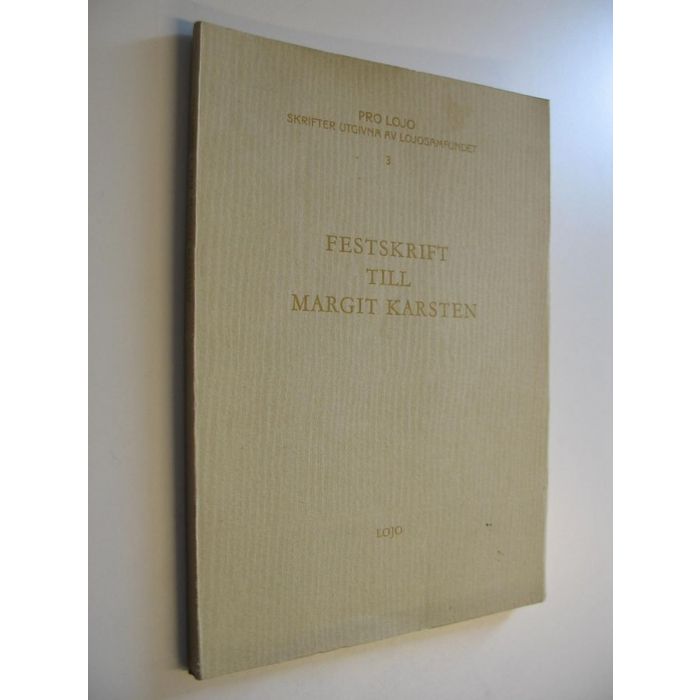 PRO LOJO
SKRIFTER UTGIVNA AV LOJOSAMFUNDET
3
FESTSKRIFT
TILL
MARGIT KARSTEN
LOJO